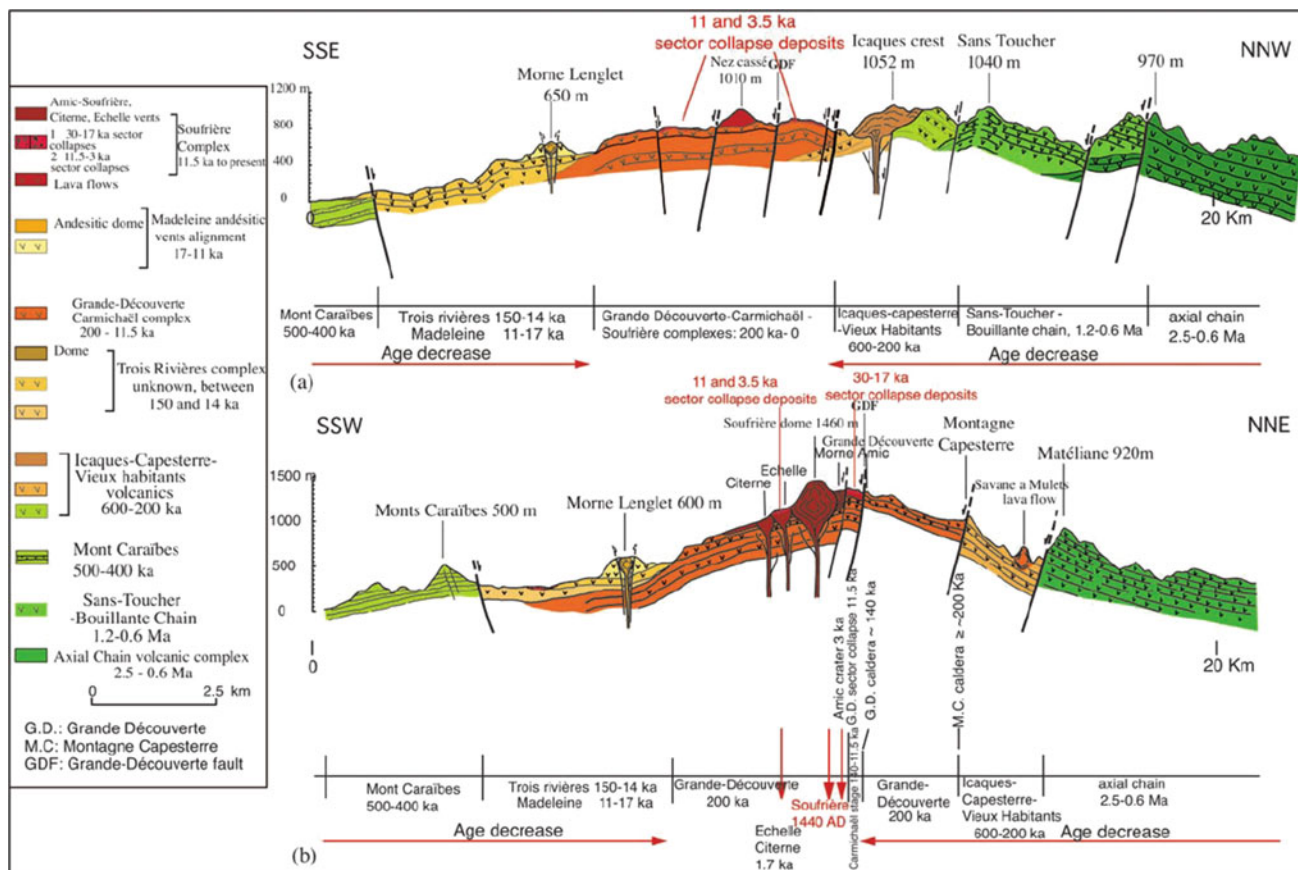 Amic-Soufrière,
Citerne, Echelle vents
1 30-17 ka sector
collapses
2 11.5-3 ka
sector collapses
Lava flows
Soufrière
Complex
11.5 ka to present
Andesitic dome
Madeleine andésitic
vents alignment
17-11 ka
Grande-Découverte
Carmichaël complex
200 - 11.5 ka
Dome
Trois Rivières complex
unknown, between
150 and 14 ka
Icaques-Capesterre-
Vieux habitants
volcanics
600-200 ka
Mont Caraïbes
500-400 ka
Sans-Toucher
-Bouillante Chain
1.2-0.6 Ma
Axial Chain volcanic complex
2.5 - 0.6 Ma
0 2.5 km
G.D.: Grande Découverte
M.C: Montagne Capesterre
GDF: Grande-Découverte fault
SSE
NNW
11 and 3.5 ka
sector collapse deposits
Morne Lenglet
650 m
Nez cassé
1010 m
GDF
Icaques crest
1052 m
Sans Toucher
1040 m
970 m
1200 m
800
400
0
0
20 Km
Mont Caraïbes
500-400 ka
Trois rivières 150-14 ka
Madeleine 11-17 ka
Grande Découverte-Carmichaël -
Soufrière complexes: 200 ka-0
Icaques-capesterre
-Vieux Habitants
600-200 ka
Sans-Toucher -
Bouillante chain, 1.2-0.6 Ma
axial chain
2.5-0.6 Ma
Age decrease
Age decrease
(a)
SSW
NNE
11 and 3.5 ka
sector collapse deposits
30-17 ka
sector collapse deposits
GDF
Soufrière dome 1460 m
Grande Découverte
Morne Amic
Echelle
Citerne
Montagne
Capesterre
Savane a Mulets
lava flow
Matéliane 920m
Monts Caraïbes 500 m
Morne Lenglet 600 m
1500 m
1000
500
0
0
20 Km
Amic crater 3 ka
Carmichaël stage 140-11.5 ka
G.D. sector collapse 11.5 ka
G.D. caldera ~ 140 ka
M.C. caldera ≥ ~200 Ka
Mont Caraïbes
500-400 ka
Trois rivières 150-14 ka
Madeleine 11-17 ka
Grande-Découverte
200 ka
Soufrière
1440 AD
Echelle
Citerne
1.7 ka
Grande-
Découverte
200 ka
Icaques-
Capesterre-
Vieux Habitants
600-200 ka
axial chain
2.5-0.6 Ma
Age decrease
Age decrease
(b)